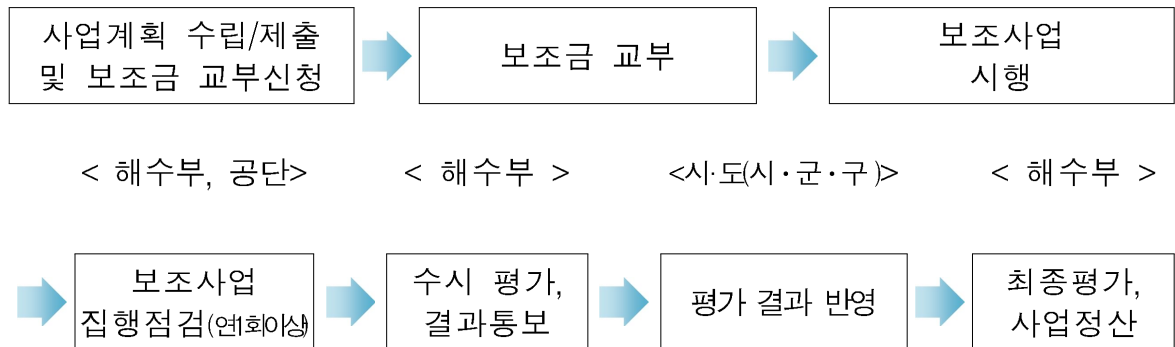 사업계획 수립/제출
및 보조금 교부신청
보조금 교부
보조사업
시행
< 해수부, 공단>
< 해수부 >
<시·도(시·군·구)>
< 해수부 >
보조사업
집행점검(연1회이상)
수시 평가,
결과통보
평가 결과 반영
최종평가,
사업정산